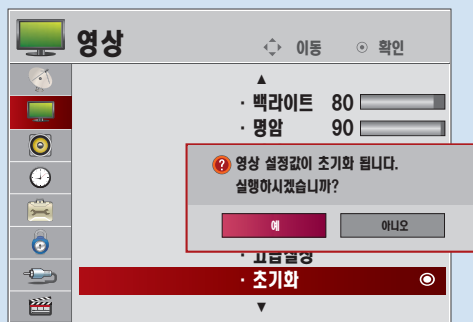 영상 이동 확인
· 백라이트 80
· 명암 90
영상 설정값이 초기화 됩니다.
실행하시겠습니까?
예 아니오
· 고급설정
· 초기화